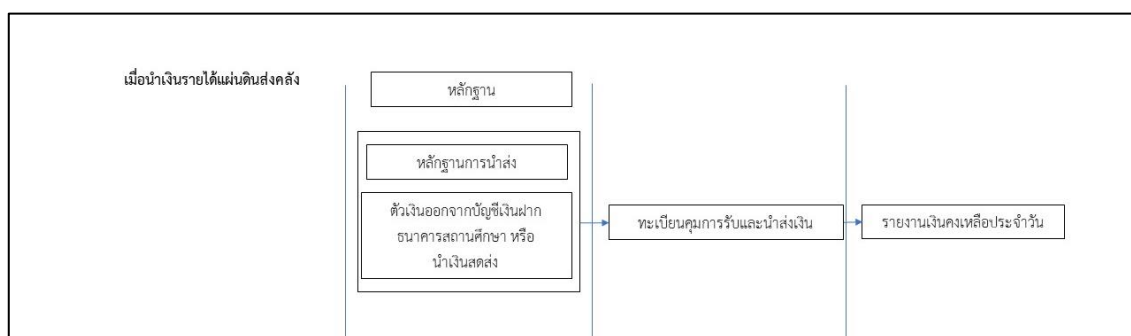 เมื่อนำเงินรายได้แผ่นดินส่งคลัง
หลักฐาน
หลักฐานการนำส่ง
ตัวเงินออกจากบัญชีเงินฝาก
ธนาคารสถานศึกษา หรือ
นำเงินสดส่ง
ทะเบียนคุมการรับและนำส่งเงิน
รายงานเงินคงเหลือประจำวัน